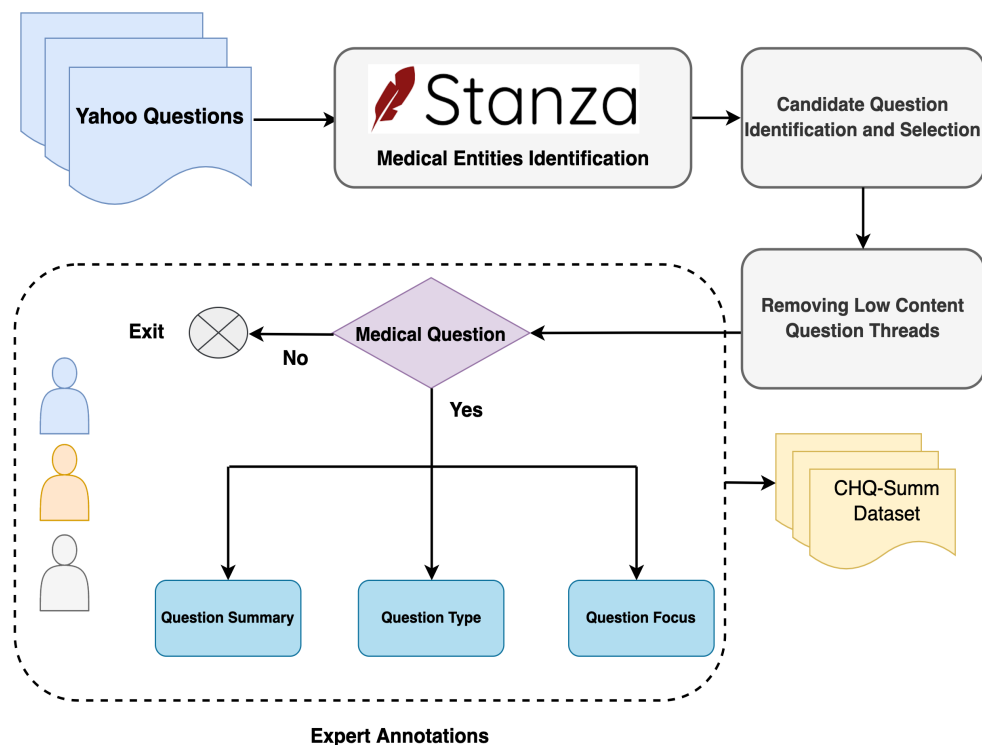 Yahoo Questions
Stanza
Medical Entities Identification
Candidate Question
Identification and Selection
Removing Low Content
Question Threads
Medical Question
Exit
No
Yes
CHQ-Summ
Dataset
Question Summary
Question Type
Question Focus
Expert Annotations